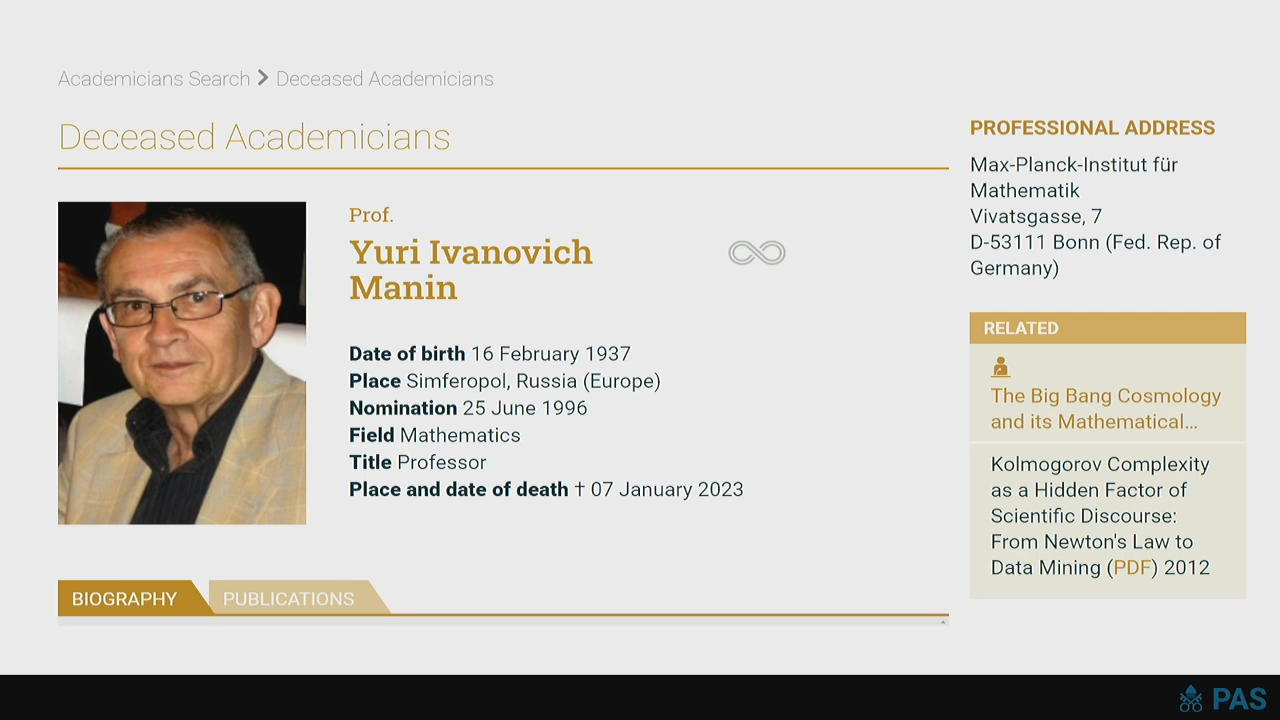 Academicians Search > Deceased Academicians
Deceased Academicians
Prof.
Yuri Ivanovich
Manin
Date of birth 16 February 1937
Place Simferopol, Russia (Europe)
Nomination 25 June 1996
Field Mathematics
Title Professor
Place and date of death † 07 January 2023
BIOGRAPHY
PUBLICATIONS
PROFESSIONAL ADDRESS
Max-Planck-Institut für
Mathematik
Vivatsgasse, 7
D-53111 Bonn (Fed. Rep. of
Germany)
RELATED
The Big Bang Cosmology
and its Mathematical...
Kolmogorov Complexity
as a Hidden Factor of
Scientific Discourse:
From Newton's Law to
Data Mining (PDF) 2012
PAS